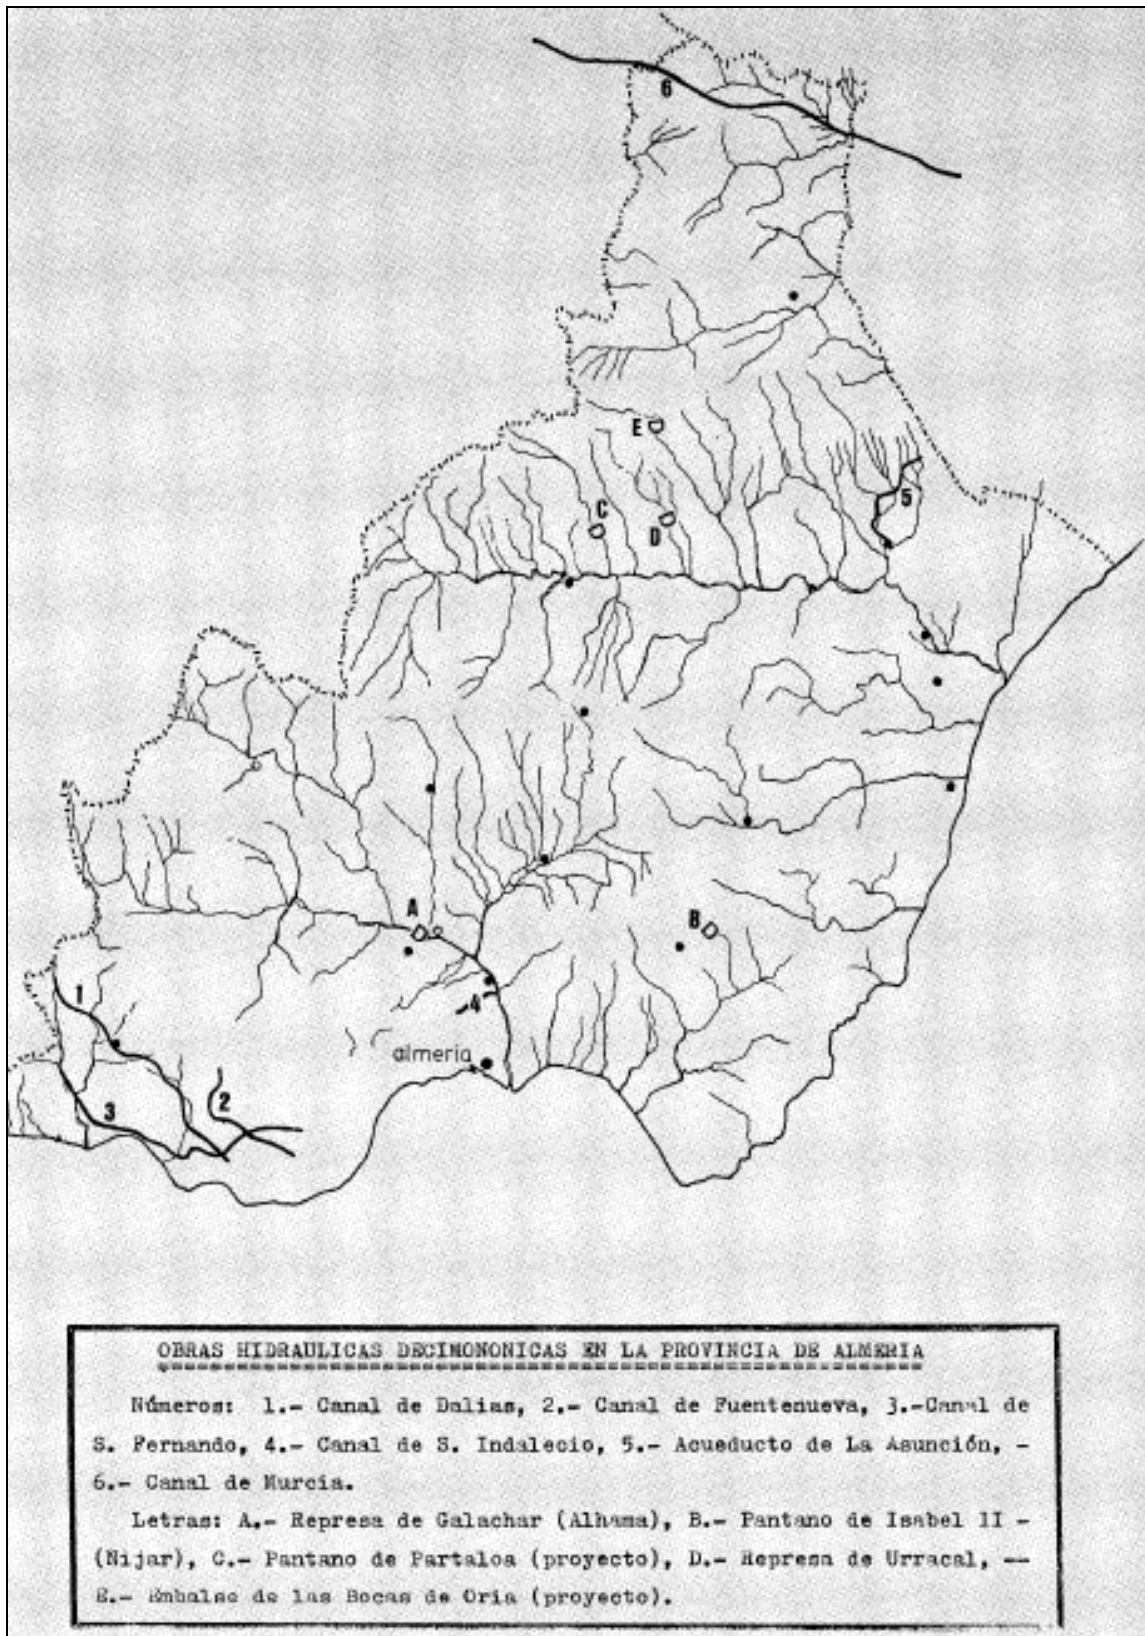 6
E
C
D
5
A
B
1
4
almeria
3
2
OBRAS HIDRAULICAS DECIMONONICAS EN LA PROVINCIA DE ALMERIA
Números: 1.- Canal de Dalias, 2.- Canal de Fuentenueva, 3.-Canal de
S. Fernando, 4.- Canal de S. Indalecio, 5.- Acueducto de La Asunción, -
6.- Canal de Murcia.
Letras: A.- Represa de Galachar (Alhama), B.- Pantano de Isabel II -
(Nijar), C.- Pantano de Partaloa (proyecto), D.- Represa de Urracal, --
E.- Embalse de las Bocas de Oria (proyecto).